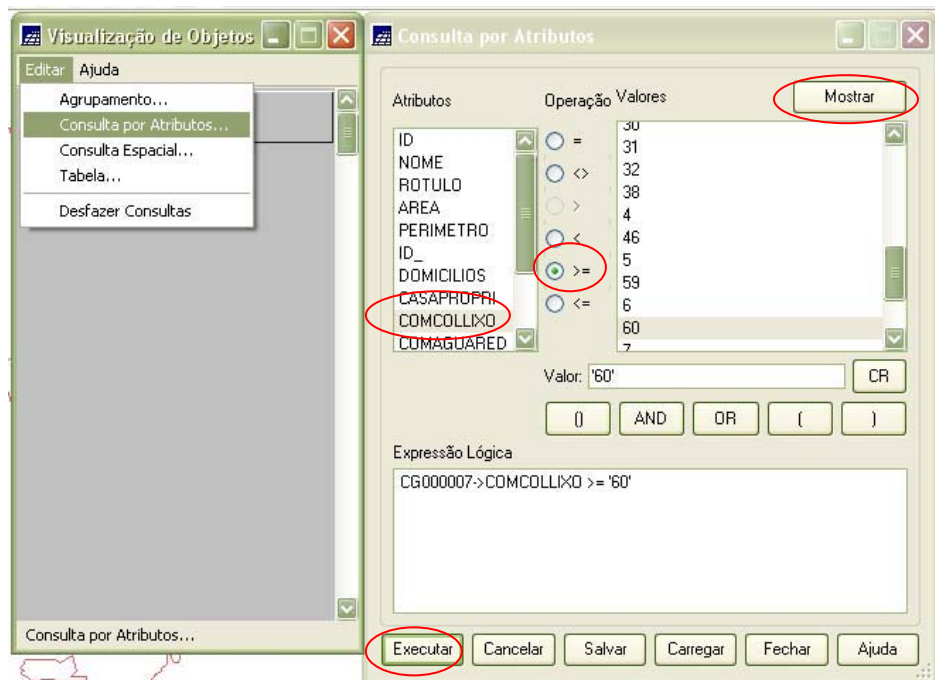 Visualização de Objetos
Editar Ajuda
Agrupamento...
Consulta por Atributos...
Consulta Espacial...
Tabela...
Desfazer Consultas
Consulta por Atributos...
Consulta por Atributos
Atributos
ID
NOME
ROTULO
AREA
PERIMETRO
ID_
DOMICILIOS
CASAPROPRI
COMCOLLIXO
COMAGUARED
Operação
=
<>
>
<
>=
<=
Valores
Mostrar
30
31
32
38
4
46
5
59
6
60
7
Valor: '60' CR
() AND OR ( )
Expressão Lógica
CG000007->COMCOLLIXO >= '60'
Executar Cancelar Salvar Carregar Fechar Ajuda